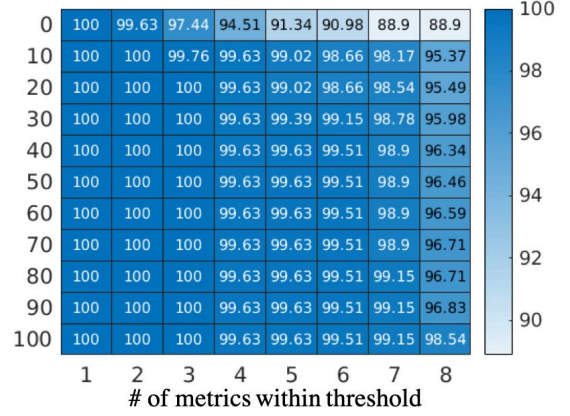 0 100 99.63 97.44 94.51 91.34 90.98 88.9 88.9
10 100 100 99.76 99.63 99.02 98.66 98.17 95.37
20 100 100 100 99.63 99.02 98.66 98.54 95.49
30 100 100 100 99.63 99.39 99.15 98.78 95.98
40 100 100 100 99.63 99.63 99.51 98.9 96.34
50 100 100 100 99.63 99.63 99.51 98.9 96.46
60 100 100 100 99.63 99.63 99.51 98.9 96.59
70 100 100 100 99.63 99.63 99.51 98.9 96.71
80 100 100 100 99.63 99.63 99.51 99.15 96.71
90 100 100 100 99.63 99.63 99.51 99.15 96.83
100 100 100 100 99.63 99.63 99.51 99.15 98.54
1 2 3 4 5 6 7 8
# of metrics within threshold
100
98
96
94
92
90